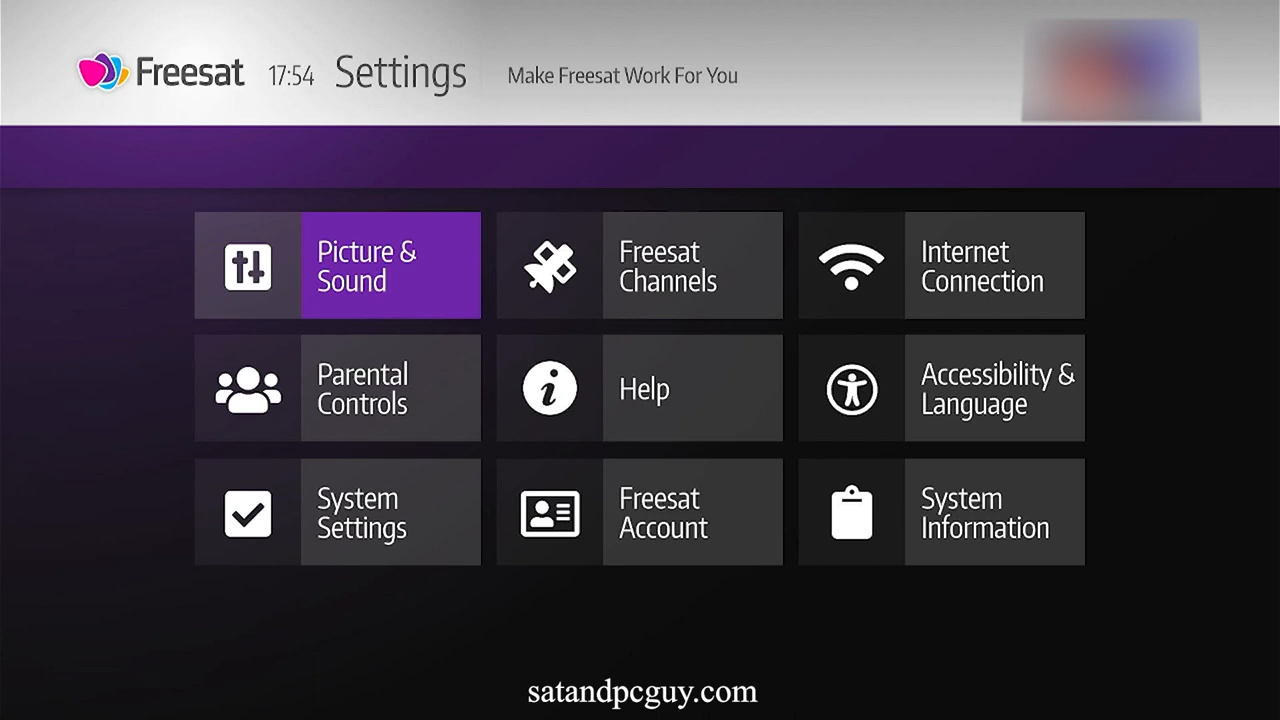 Freesat 17:54 Settings Make Freesat Work For You
Picture &
Sound
Freesat
Channels
Internet
Connection
Parental
Controls
Help
Accessibility &
Language
System
Settings
Freesat
Account
System
Information
satandpcguy.com